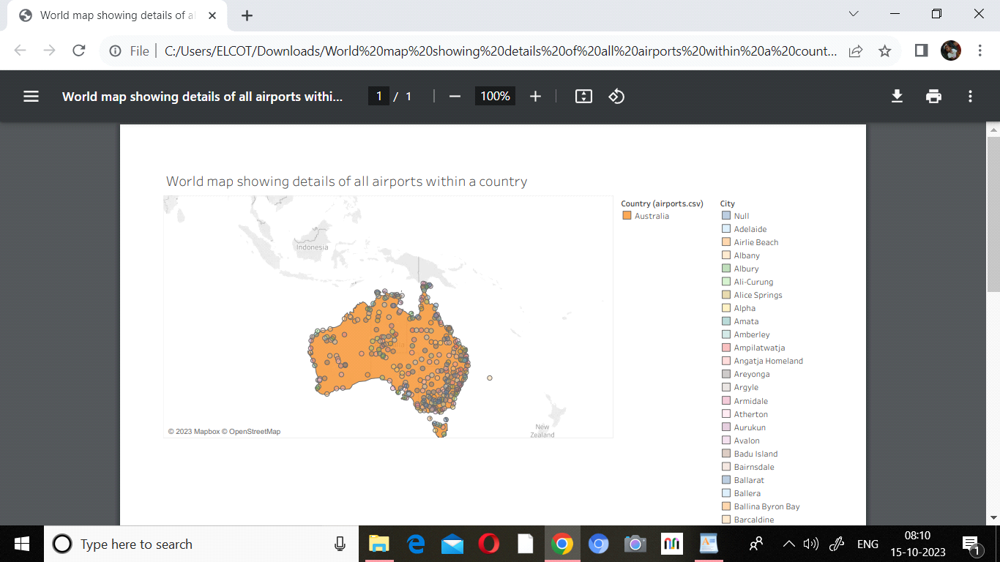 World map showing details of al
File
C:/Users/ELCOT/Downloads/World%20map%20showing%20details%20of%20all%20airports%20within%20a%20count...
World map showing details of all airports withi...
1 / 1
100%
World map showing details of all airports within a country
Indonesia
New
Zealand
© 2023 Mapbox © OpenStreetMap
Country (airports.csv)
Australia
City
Null
Adelaide
Airlie Beach
Albany
Albury
Ali-Curung
Alice Springs
Alpha
Amata
Amberley
Ampilatwatja
Angatja Homeland
Areyonga
Argyle
Armidale
Atherton
Aurukun
Avalon
Badu Island
Bairnsdale
Ballarat
Ballera
Ballina Byron Bay
Barcaldine
Type here to search
ENG
08:10
15-10-2023
1